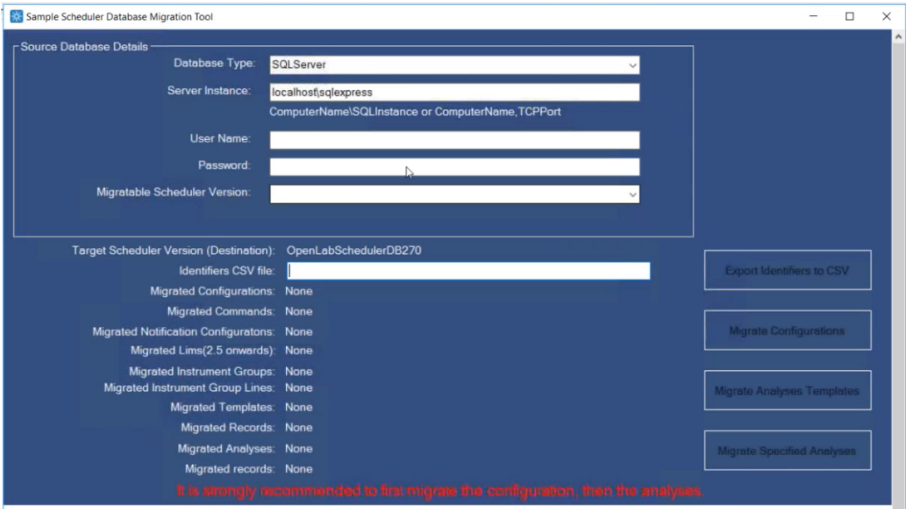 Sample Scheduler Database Migration Tool
Source Database Details
Database Type: SQLServer
Server Instance: localhost\sqlexpress
ComputerName\SQLInstance or ComputerName,TCPPort
User Name:
Password:
Migratable Scheduler Version:
Target Scheduler Version (Destination): OpenLabSchedulerDB270
Identifiers CSV file:
Export Identifiers to CSV
Migrated Configurations: None
Migrated Commands: None
Migrated Notification Configuratons: None
Migrate Configurations
Migrated Lims(2.5 onwards): None
Migrated Instrument Groups: None
Migrated Instrument Group Lines: None
Migrate Analyses Templates
Migrated Templates: None
Migrated Records: None
Migrated Analyses: None
Migrate Specified Analyses
Migrated records: None
It is strongly recommended to first migrate the configuration, then the analyses.